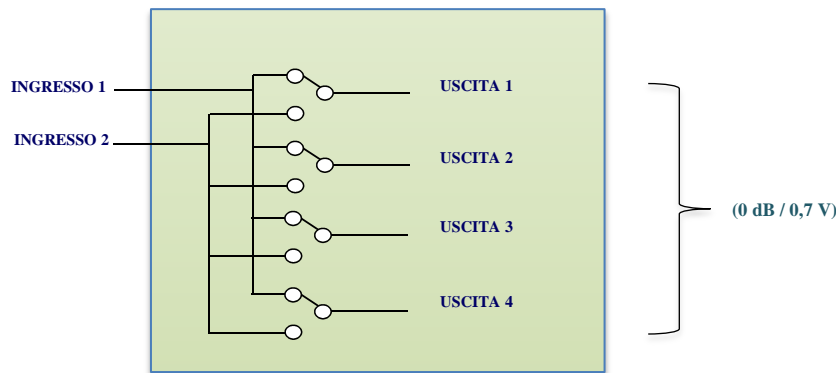 INGRESSO 1
USCITA 1
INGRESSO 2
USCITA 2
USCITA 3
(0 dB / 0,7 V)
USCITA 4